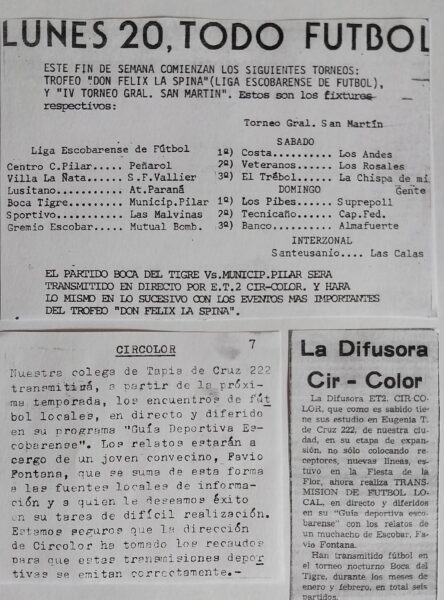 LUNES 20, TODO FUTBOL
ESTE FIN DE SEMANA COMIENZAN LOS SIGUIENTES TORNEOS:
TROFEO "DON FELIX LA SPINA"(LIGA ESCOBARENSE DE FUTBOL),
Y "IV TORNEO GRAL. SAN MARTIN". Estos son los fixtures
respectivos:
Liga Escobarense de Fútbol
Centro C.Pilar..... Peñarol
Villa La Ñata..... S.F.Vallier
Lusitano........... At.Paraná
Boca Tigre......... Municip.Pilar
Sportivo........... Las Malvinas
Gremio Escobar..... Mutual Bomb.
Torneo Gral. San Martín
SABADO
1ª) Costa.......... Los Andes
2ª) Veteranos...... Los Rosales
3ª) El Trébol...... La Chispa de mi
Gente
DOMINGO
1ª) Los Pibes...... Suprepoll
2ª) Tecnicaño...... Cap.Fed.
3ª) Banco.......... Almafuerte
INTERZONAL
Santeusanio.... Las Calas
EL PARTIDO BOCA DEL TIGRE Vs.MUNICIP.PILAR SERA
TRANSMITIDO EN DIRECTO POR E.T.2 CIR-COLOR. Y HARA
LO MISMO EN LO SUCESIVO CON LOS EVENTOS MAS IMPORTANTES
DEL TROFEO "DON FELIX LA SPINA".
7
CIRCOLOR
Nuestra colega de Tapia de Cruz 222
transmitirá, a partir de la próxi-
ma temporada, los encuentros de fút
bol locales, en directo y diferido
en su programa "Guía Deportiva Es-
cobarense". Los relatos estarán a
cargo de un joven convecino, Favio
Fontana, que se suma de esta forma
a las fuentes locales de informa-
ción y a quien le deseamos éxito
en su tarea de difícil realización.
Estamos seguros que la dirección
de Circolor ha tomado los recaudos
para que estas transmisiones depor
tivas se emitan correctamente.-
La Difusora
Cir - Color
La Difusora ET2. CIR-CO-
LOR, que como es sabido tie-
ne sus estudio en Eugenia T.
de Cruz 222, de nuestra ciu-
dad, en su etapa de expan-
sión, no sólo colocando re-
ceptores, nuevas líneas, es-
tuvo en la Fiesta de la
Flor, ahora realiza TRANS-
MISION DE FUTBOL LO-
CAL, en directo y diferidos
en su "Guía deportiva esco-
barense" con los relatos de
un muchacho de Escobar, Fa-
vio Fontana.
Han transmitido fútbol en
el torneo nocturno Boca del
Tigre, durante los meses de
enero y febrero, en total seis
partidos.